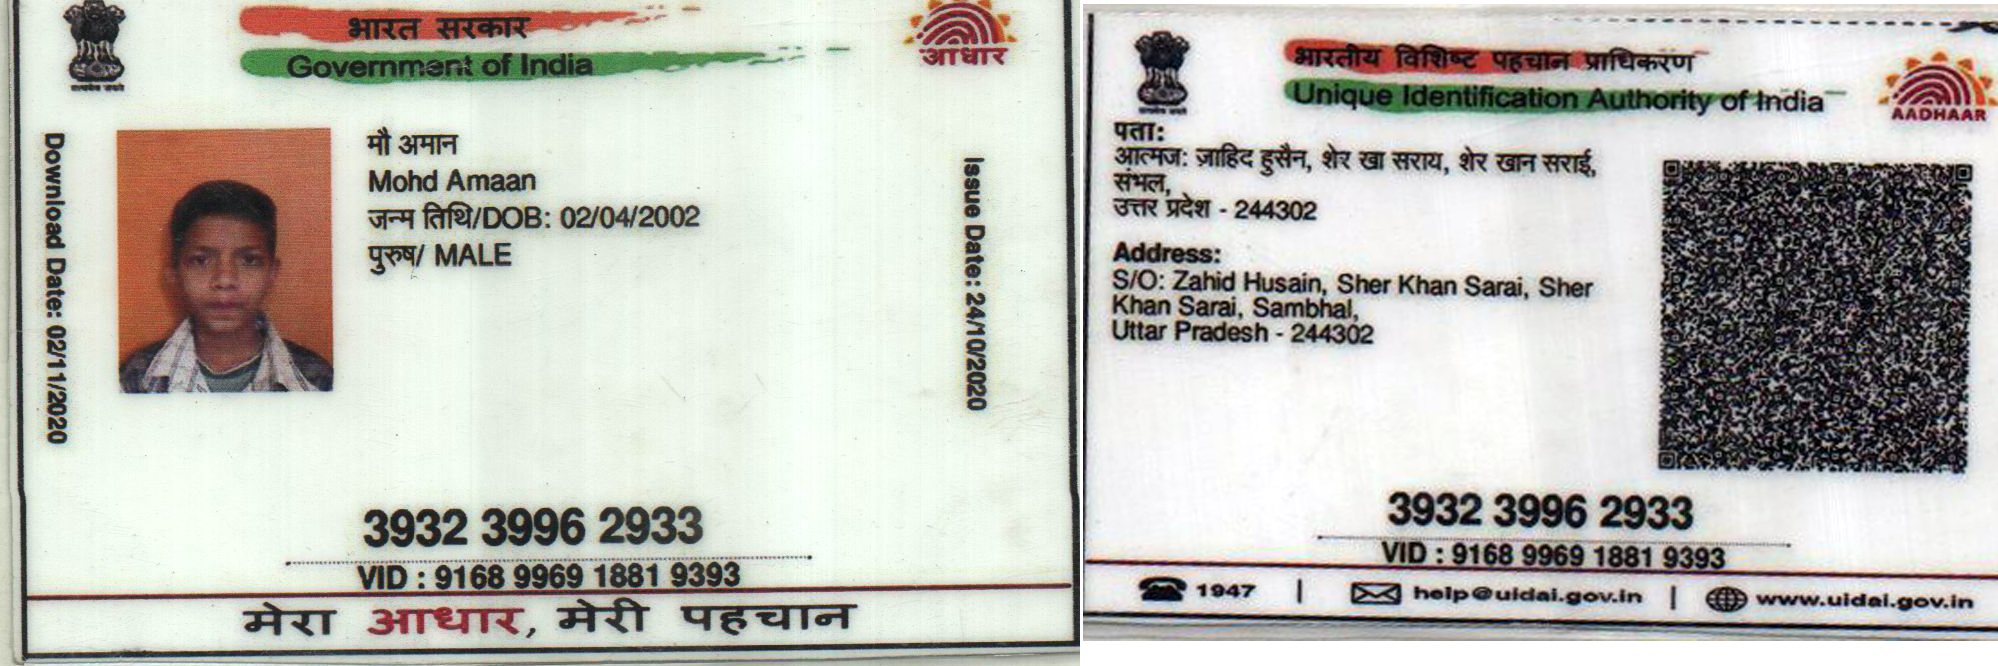 भारत सरकार
Government of India
आधार
Download Date: 02/11/2020
मौ अमान
Mohd Amaan
जन्म तिथि/DOB: 02/04/2002
पुरुष/ MALE
Issue Date: 24/10/2020
3932 3996 2933
VID : 9168 9969 1881 9393
मेरा आधार, मेरी पहचान
भारतीय विशिष्ट पहचान प्राधिकरण
Unique Identification Authority of India
AADHAAR
पता:
आत्मज: ज़ाहिद हुसैन, शेर खा सराय, शेर खान सराई,
संभल,
उत्तर प्रदेश - 244302
Address:
S/O: Zahid Husain, Sher Khan Sarai, Sher
Khan Sarai, Sambhal,
Uttar Pradesh - 244302
3932 3996 2933
VID : 9168 9969 1881 9393
1947 | help@uidai.gov.in | www.uidai.gov.in